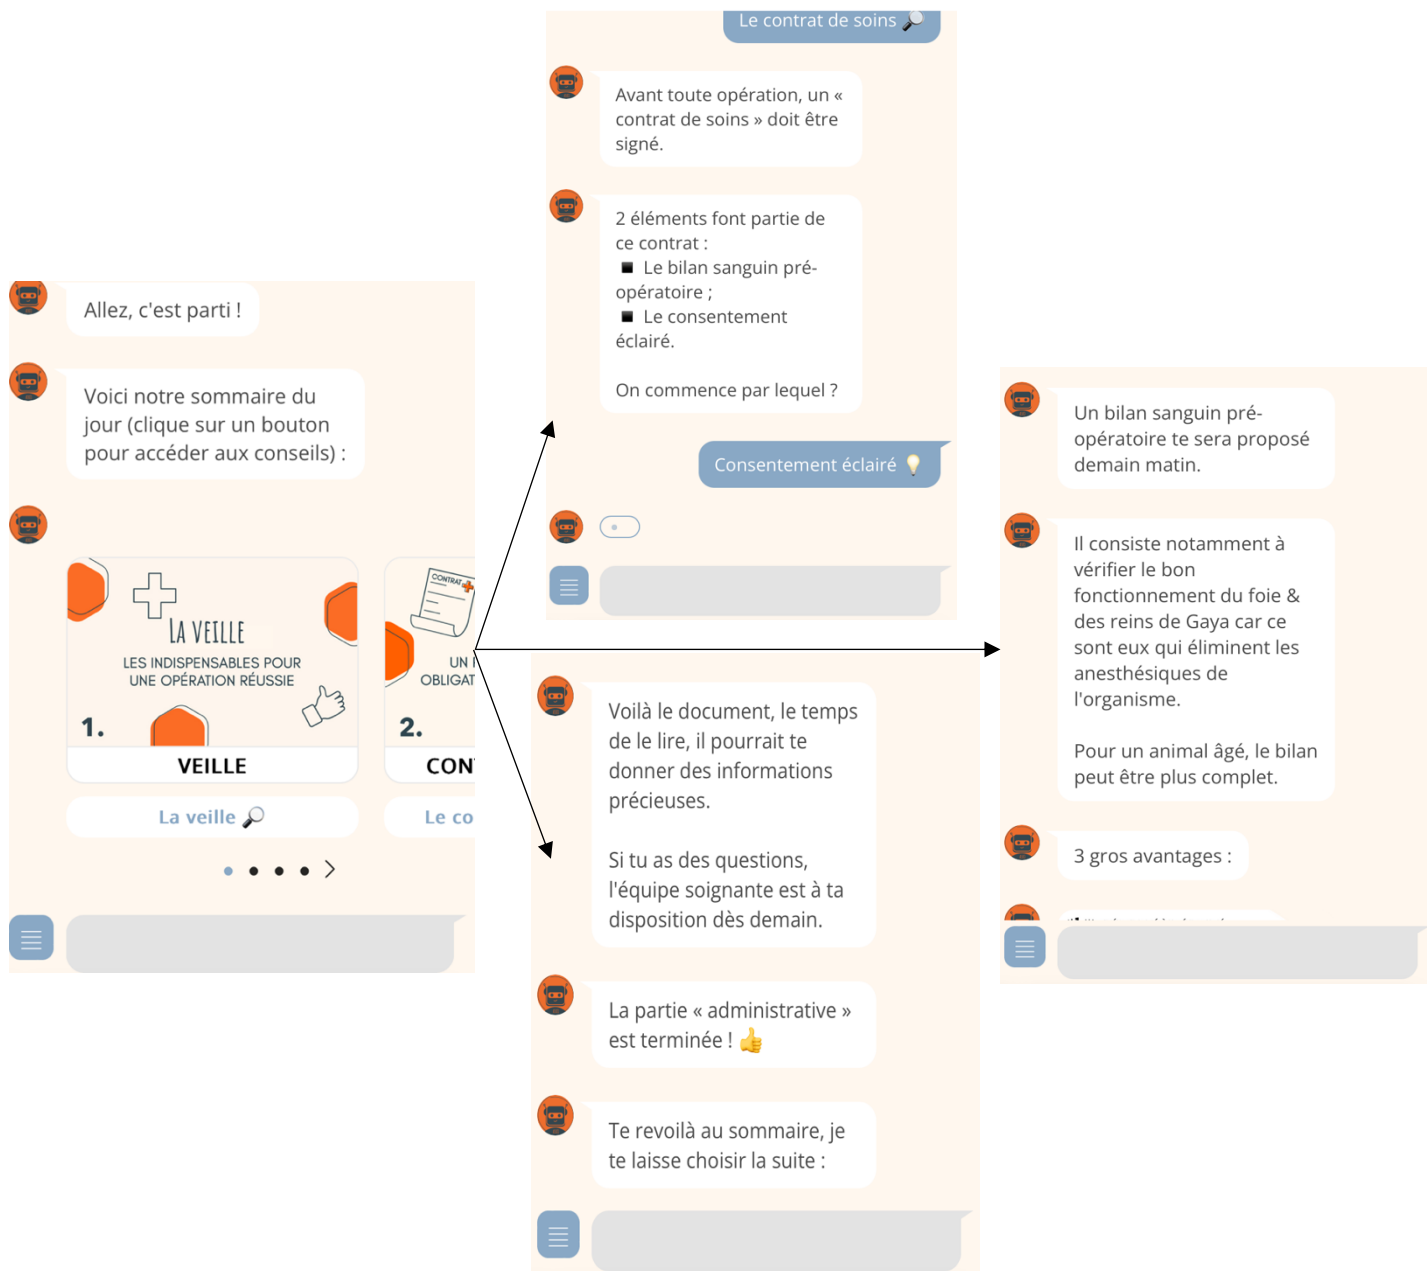 Allez, c'est parti !
Voici notre sommaire du
jour (clique sur un bouton
pour accéder aux conseils) :
LA VEILLE
LES INDISPENSABLES POUR
UNE OPÉRATION RÉUSSIE
1.
VEILLE
La veille 🔎
CONTRAT
UN
OBLIGAT
2.
CON
Le co
Le contrat de soins 🔎
Avant toute opération, un «
contrat de soins » doit être
signé.
2 éléments font partie de
ce contrat :
◾ Le bilan sanguin pré-
opératoire ;
◾ Le consentement
éclairé.
On commence par lequel ?
Consentement éclairé 💡
Voilà le document, le temps
de le lire, il pourrait te
donner des informations
précieuses.
Si tu as des questions,
l'équipe soignante est à ta
disposition dès demain.
La partie « administrative »
est terminée ! 👍
Te revoilà au sommaire, je
te laisse choisir la suite :
Un bilan sanguin pré-
opératoire te sera proposé
demain matin.
Il consiste notamment à
vérifier le bon
fonctionnement du foie &
des reins de Gaya car ce
sont eux qui éliminent les
anesthésiques de
l'organisme.
Pour un animal âgé, le bilan
peut être plus complet.
3 gros avantages :